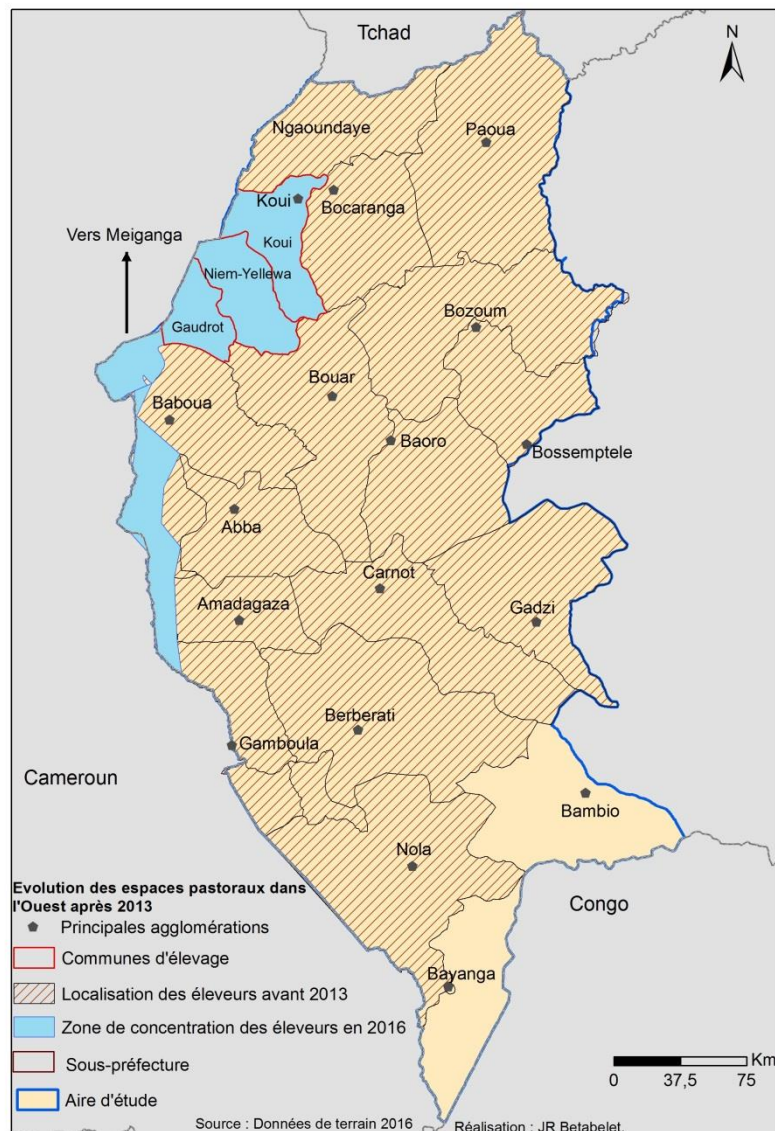 Tchad
N
Ngaoundaye
Paoua
Koui
Bocaranga
Vers Meiganga
Koui
Niem-Yellewa
Gaudrot
Bozoum
Bouar
Baboua
Baoro
Bossemptele
Abba
Carnot
Amadagaza
Gadzi
Berberati
Gamboula
Cameroun
Bambio
Nola
Congo
Bayanga
Evolution des espaces pastoraux dans
l'Ouest après 2013
Principales agglomérations
Communes d'élevage
Localisation des éleveurs avant 2013
Zone de concentration des éleveurs en 2016
Sous-préfecture
Aire d'étude
Km
0 37,5 75
Source : Données de terrain 2016 Réalisation : JR Betabelet.